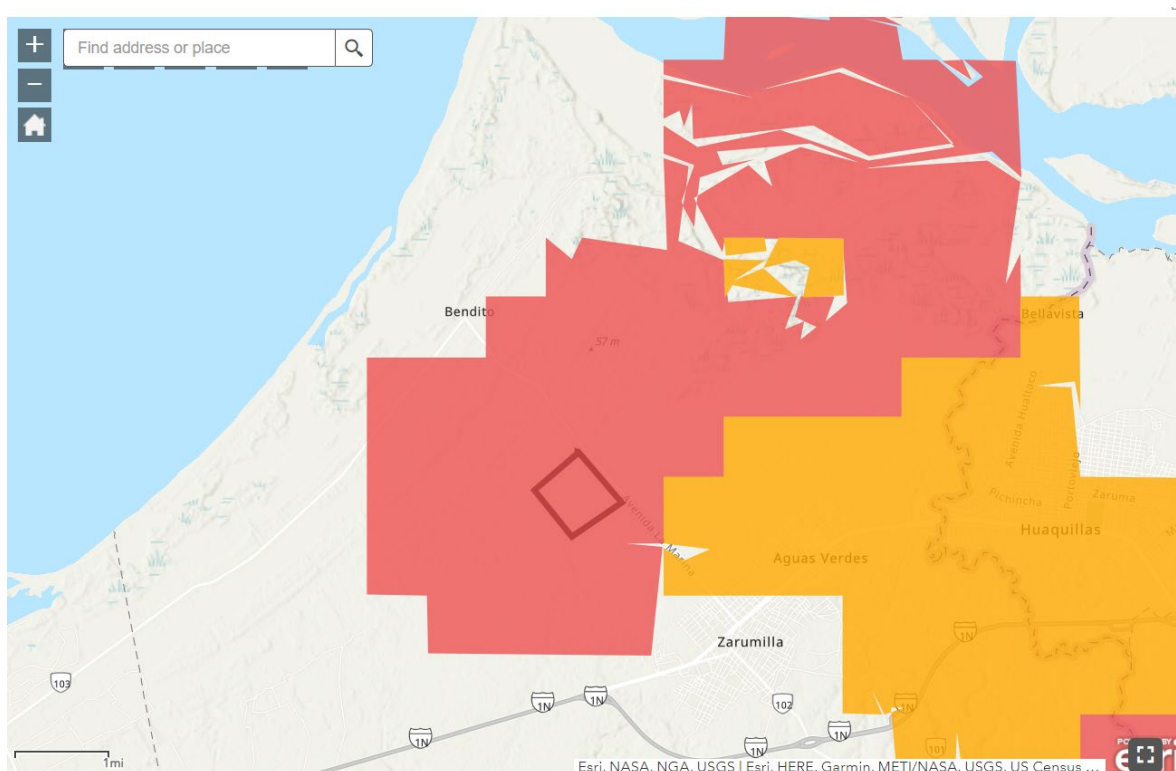 +
Find address or place
−
Bendito
57 m
Bellavista
Avenida Hualtaco
Portoviejo
Pichincha
Zaruma
Avenida La Marina
Huaquillas
Aguas Verdes
Zarumilla
1N
103
102
1N
1N
1N
1N
1N
1N
101
1mi
Esri, NASA, NGA, USGS | Esri, HERE, Garmin, METI/NASA, USGS, US Census ...